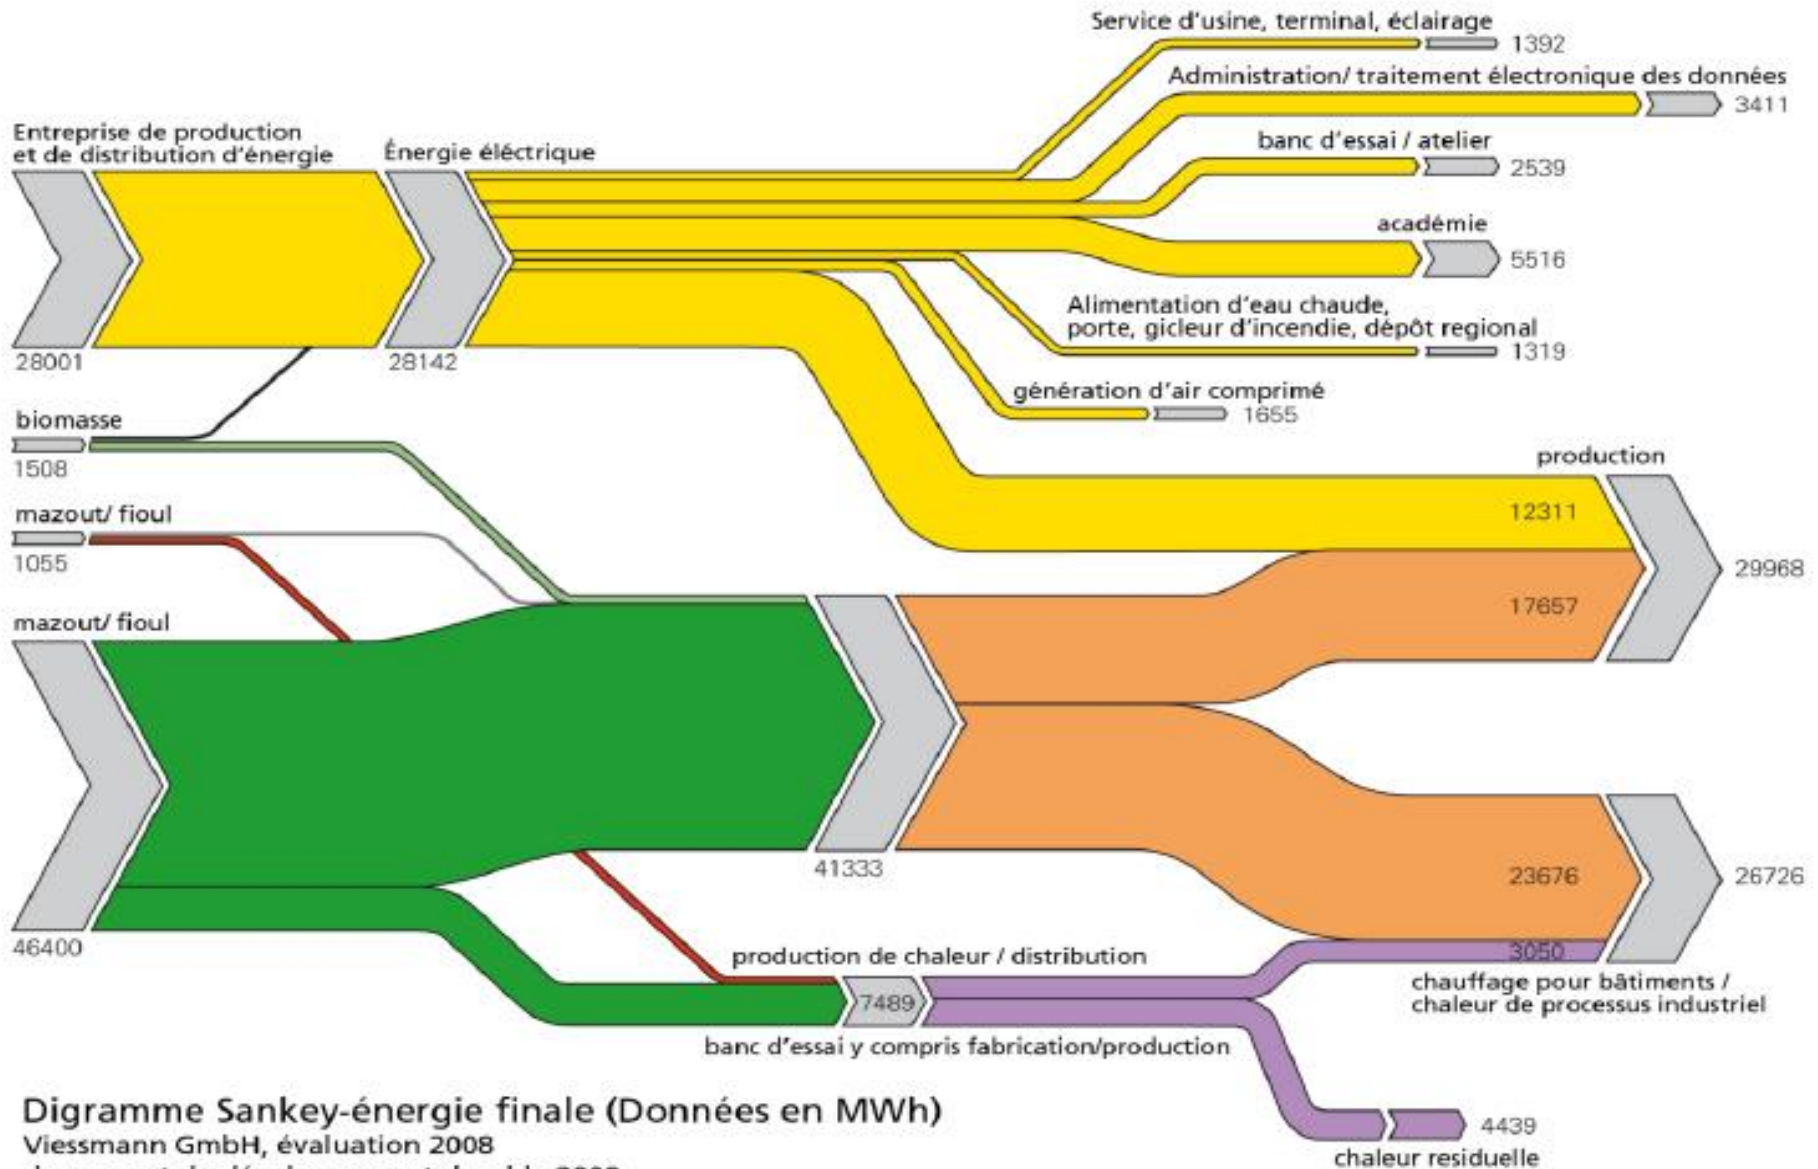 Service d'usine, terminal, éclairage
1392
Administration/ traitement électronique des données
3411
Entreprise de production
et de distribution d'énergie
Énergie éléctrique
banc d'essai / atelier
2539
académie
5516
Alimentation d'eau chaude,
porte, gicleur d'incendie, dépôt regional
1319
28001
28142
génération d'air comprimé
1655
biomasse
1508
production
12311
mazout/ fioul
1055
29968
17657
mazout/ fioul
41333
23676
26726
46400
3050
production de chaleur / distribution
7489
chauffage pour bâtiments /
chaleur de processus industriel
banc d'essai y compris fabrication/production
Digramme Sankey-énergie finale (Données en MWh)
Viessmann GmbH, évaluation 2008
4439
chaleur residuelle